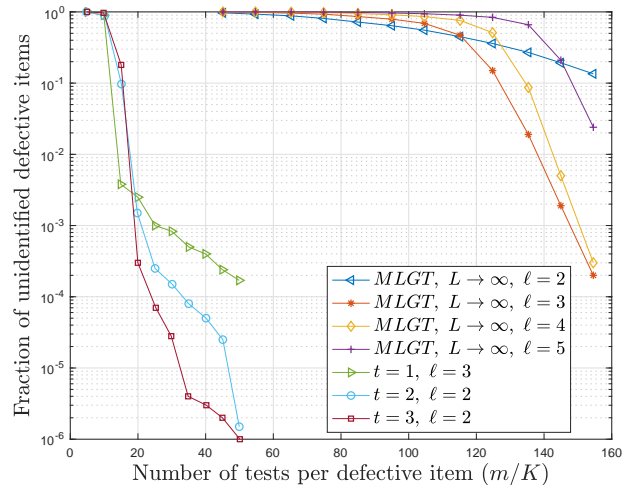 10^0
10^-1
10^-2
10^-3
10^-4
10^-5
10^-6
Fraction of unidentified defective items
MLGT, L → ∞, ℓ = 2
MLGT, L → ∞, ℓ = 3
MLGT, L → ∞, ℓ = 4
MLGT, L → ∞, ℓ = 5
t = 1, ℓ = 3
t = 2, ℓ = 2
t = 3, ℓ = 2
0 20 40 60 80 100 120 140 160
Number of tests per defective item (m/K)